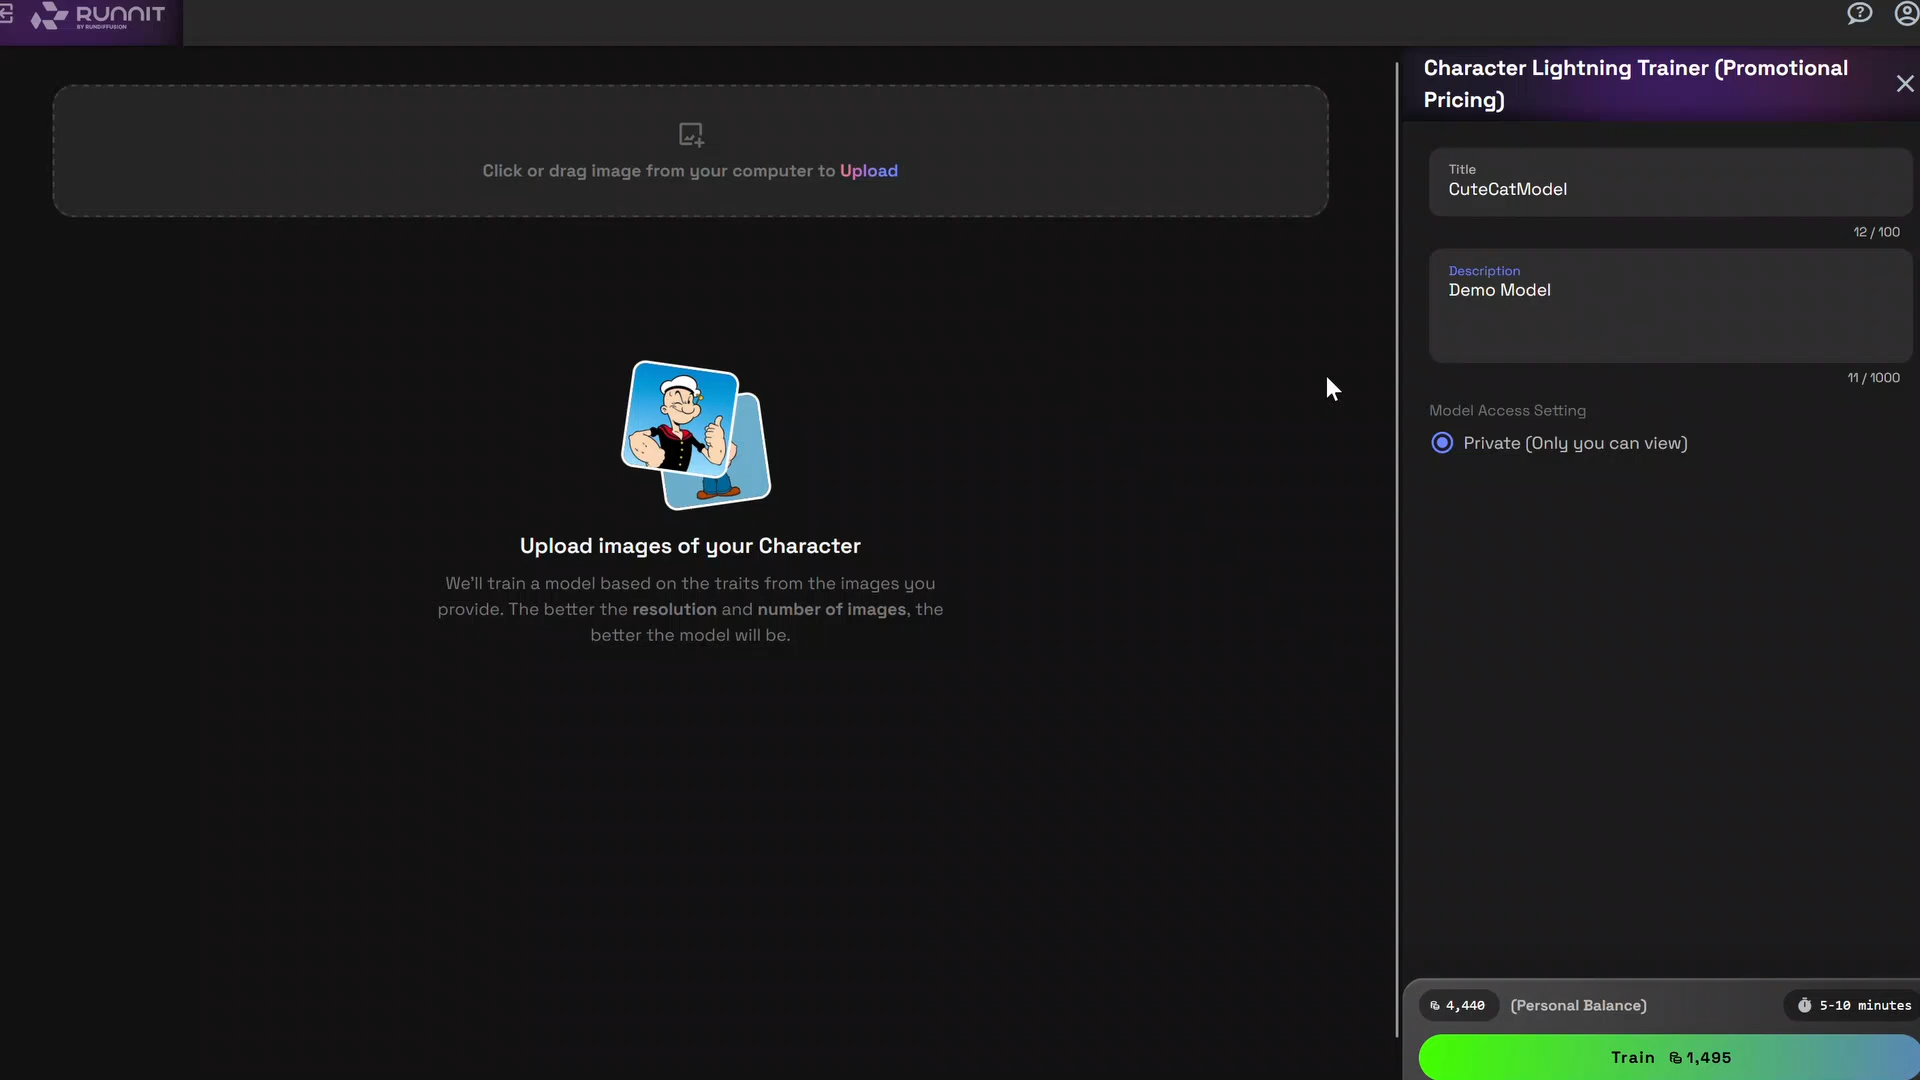 RUNNIT
BY RUNDIFFUSION
Click or drag image from your computer to Upload
Upload images of your Character
We'll train a model based on the traits from the images you
provide. The better the resolution and number of images, the
better the model will be.
Character Lightning Trainer (Promotional
Pricing)
Title
CuteCatModel
12 / 100
Description
Demo Model
11 / 1000
Model Access Setting
Private (Only you can view)
4,440 (Personal Balance) 5-10 minutes
Train 1,495